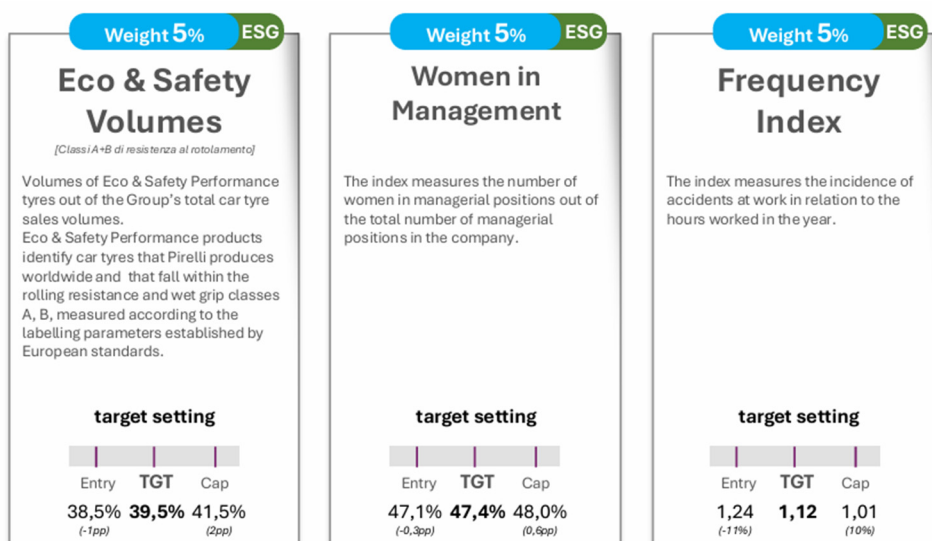 Weight 5% ESG
Eco & Safety
Volumes
[Classi A+B di resistenza al rotolamento]
Volumes of Eco & Safety Performance
tyres out of the Group's total car tyre
sales volumes.
Eco & Safety Performance products
identify car tyres that Pirelli produces
worldwide and that fall within the
rolling resistance and wet grip classes
A, B, measured according to the
labelling parameters established by
European standards.
target setting
Entry TGT Cap
38,5% 39,5% 41,5%
(-1pp) (2pp)
Weight 5% ESG
Women in
Management
The index measures the number of
women in managerial positions out of
the total number of managerial
positions in the company.
target setting
Entry TGT Cap
47,1% 47,4% 48,0%
(-0,3pp) (0,6pp)
Weight 5% ESG
Frequency
Index
The index measures the incidence of
accidents at work in relation to the
hours worked in the year.
target setting
Entry TGT Cap
1,24 1,12 1,01
(-11%) (10%)